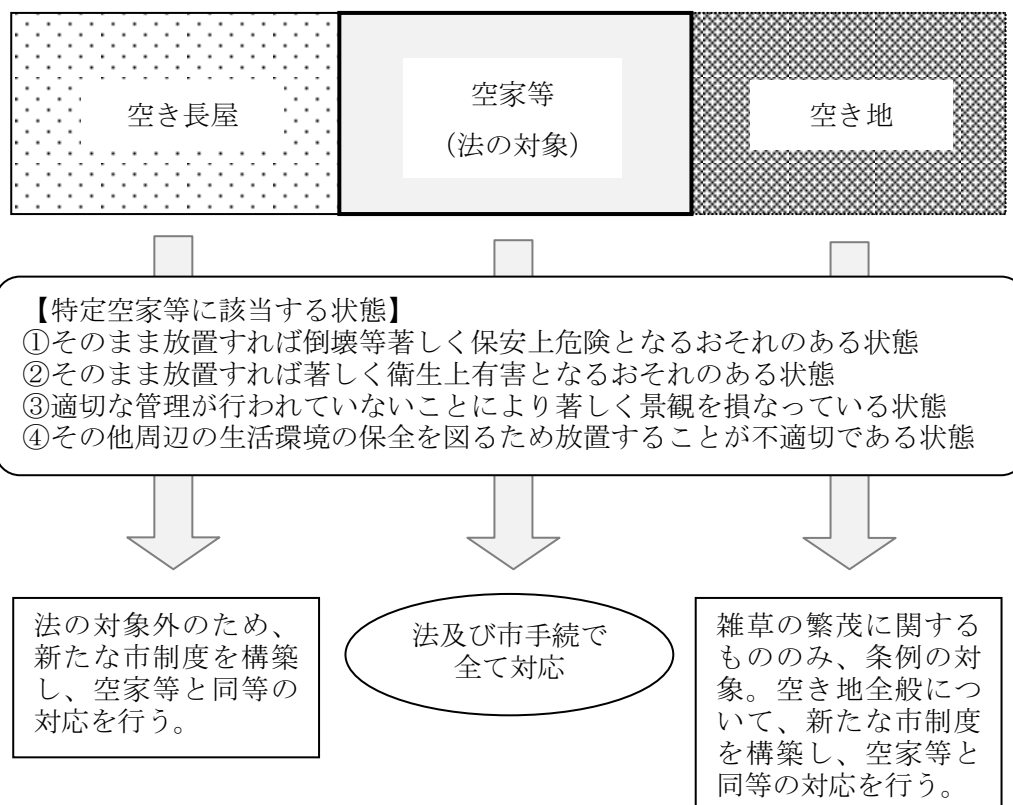 空き長屋
空家等
(法の対象)
空き地
【特定空家等に該当する状態】
①そのまま放置すれば倒壊等著しく保安上危険となるおそれのある状態
②そのまま放置すれば著しく衛生上有害となるおそれのある状態
③適切な管理が行われていないことにより著しく景観を損なっている状態
④その他周辺の生活環境の保全を図るため放置することが不適切である状態
法の対象外のため、
新たな市制度を構築
し、空家等と同等の
対応を行う。
法及び市手続で
全て対応
雑草の繁茂に関する
もののみ、条例の対
象。空き地全般につ
いて、新たな市制度
を構築し、空家等と
同等の対応を行う。